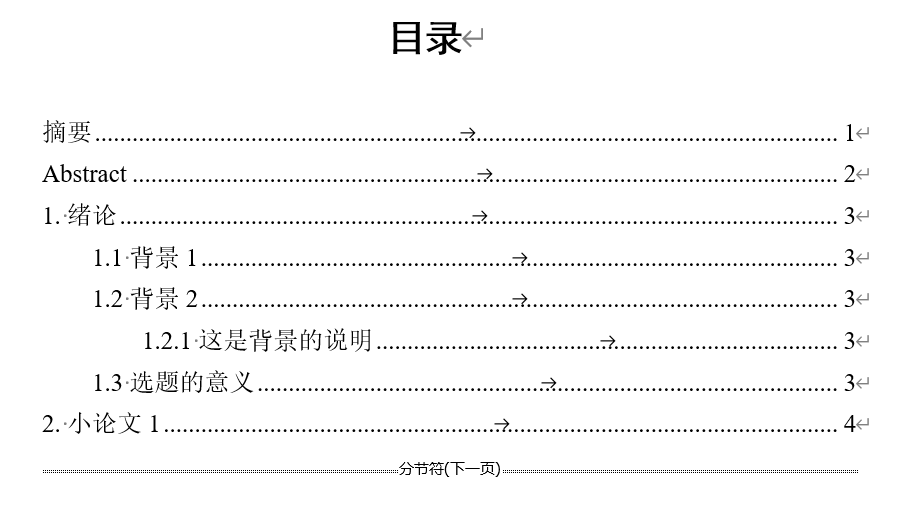 目录
摘要........................................→........................................ 1
Abstract ........................................→........................................ 2
1. 绪论........................................→........................................ 3
1.1 背景 1........................................→........................................ 3
1.2 背景 2........................................→........................................ 3
1.2.1 这是背景的说明..............................→.............................. 3
1.3 选题的意义...................................→................................... 3
2. 小论文 1........................................→........................................ 4
分节符(下一页)